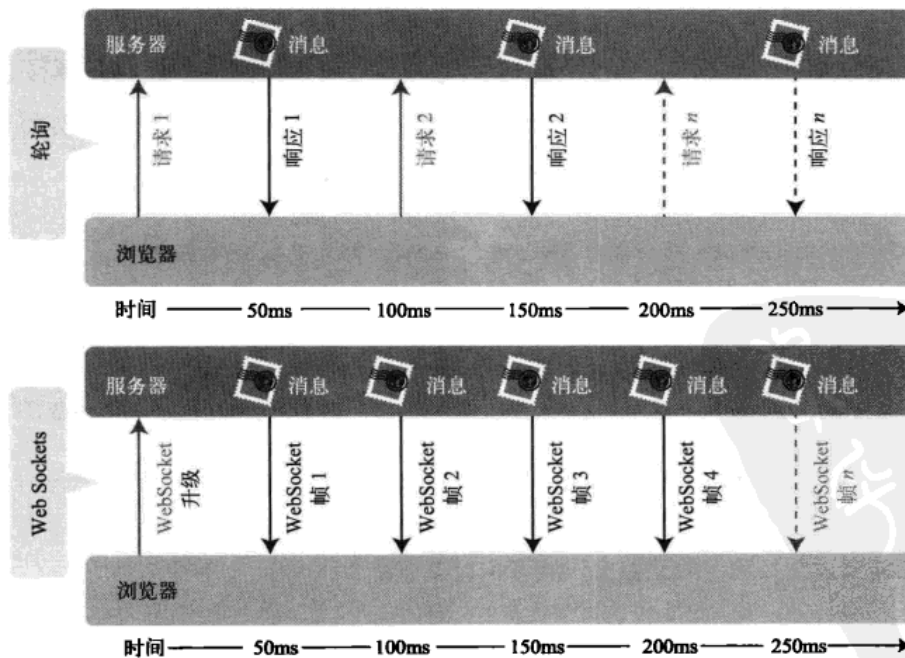 轮询
服务器 消息 消息 消息
请求 1
响应 1
请求 2
响应 2
请求 n
响应 n
浏览器
时间 50ms 100ms 150ms 200ms 250ms
Web Sockets
服务器 消息 消息 消息 消息 消息
WebSocket
升级
WebSocket
帧 1
WebSocket
帧 2
WebSocket
帧 3
WebSocket
帧 4
WebSocket
帧 n
浏览器
时间 50ms 100ms 150ms 200ms 250ms